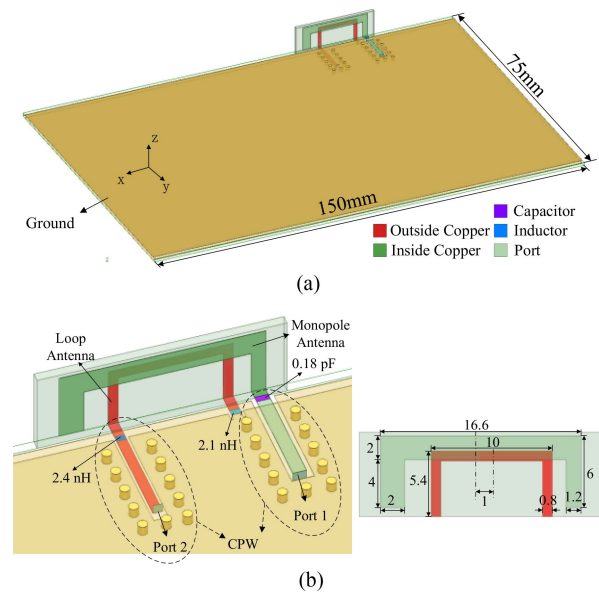 75mm
z
x
y
Ground
150mm
Capacitor
Outside Copper
Inductor
Inside Copper
Port
(a)
Loop
Antenna
Monopole
Antenna
0.18 pF
2.1 nH
2.4 nH
Port 1
Port 2
CPW
16.6
10
2
5.4
6
4
2
1
0.8
1.2
(b)